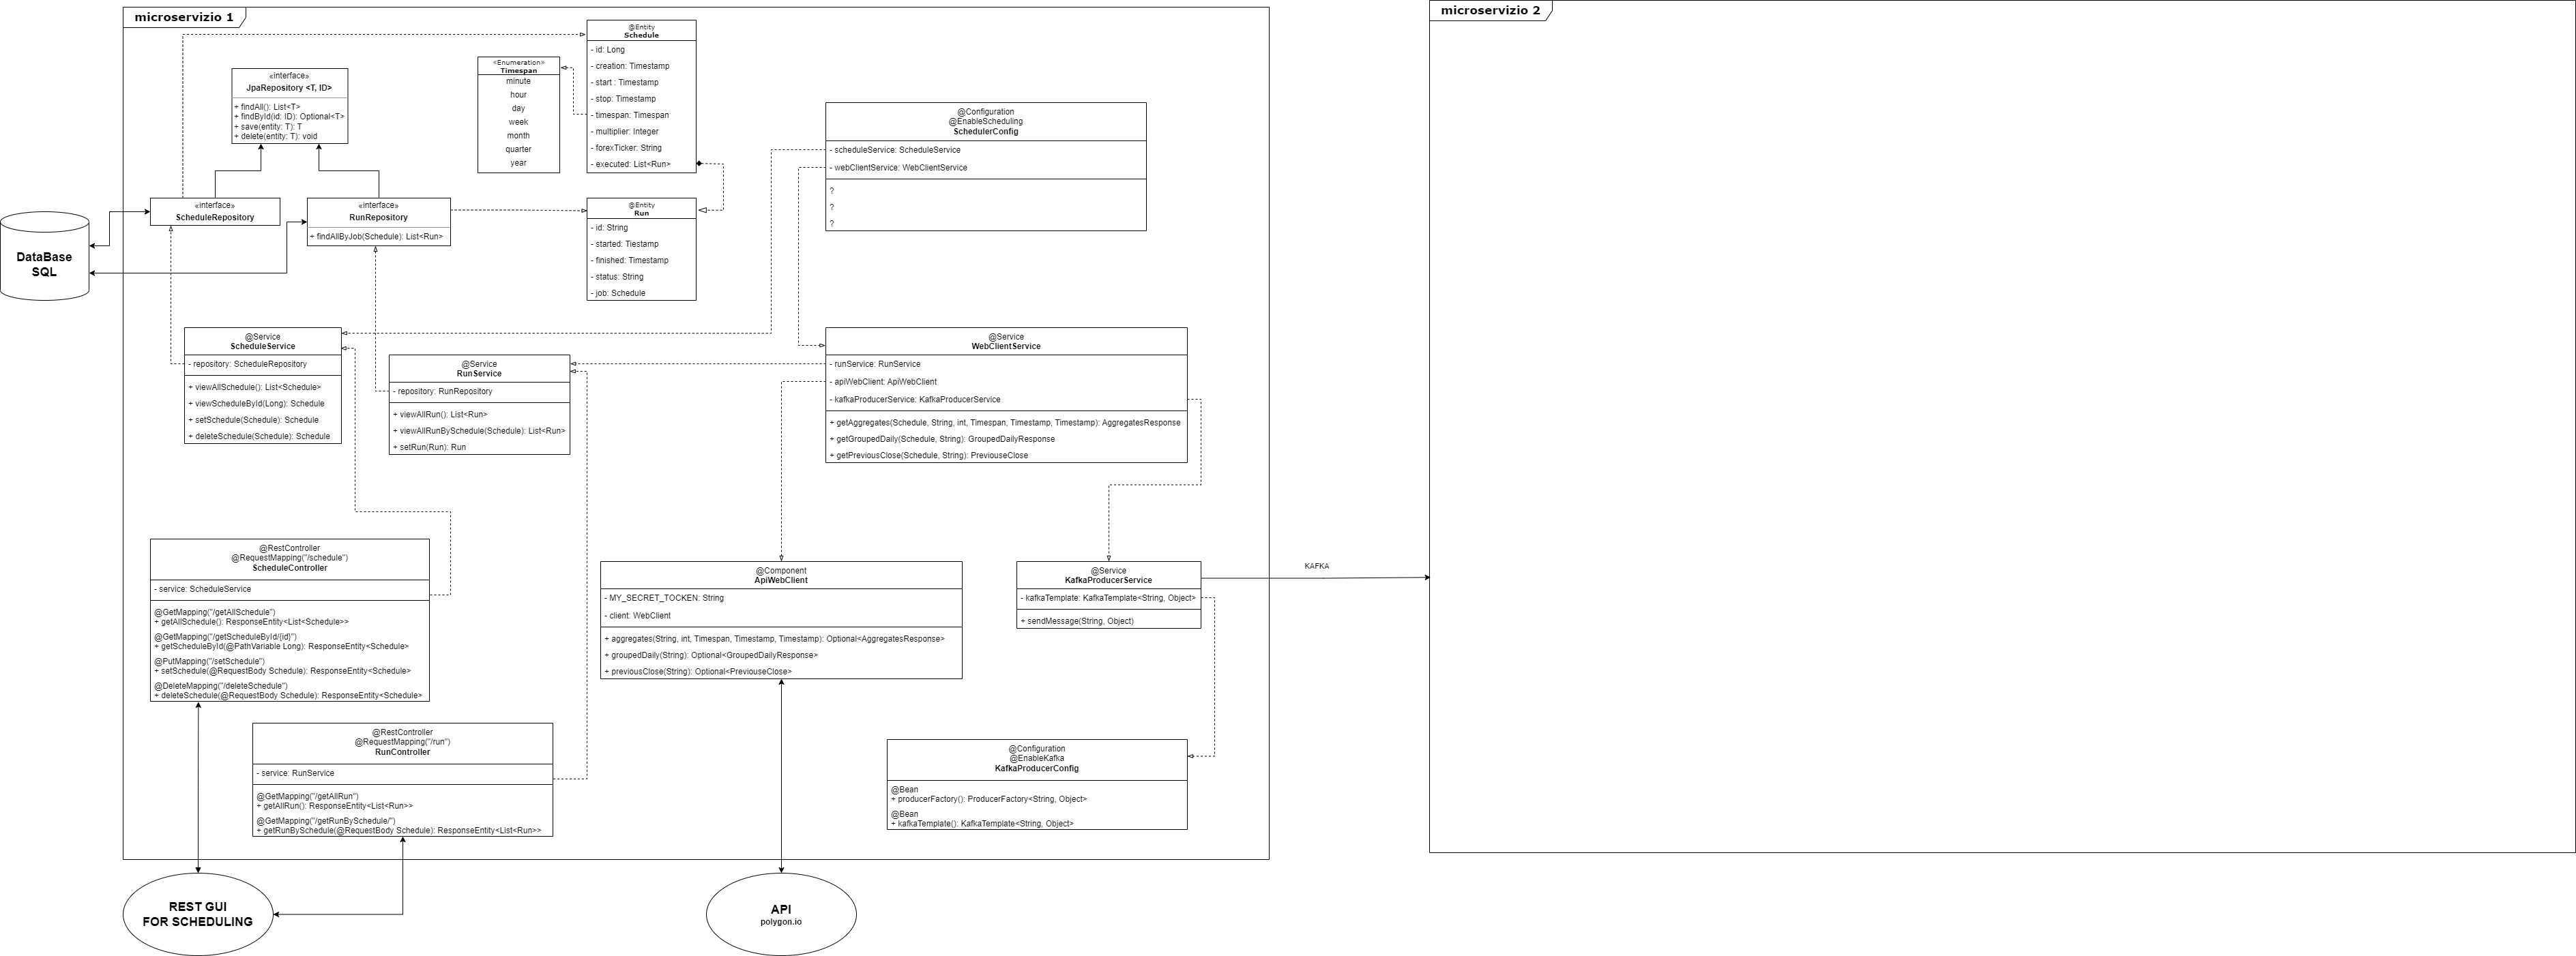 microservizio 1
microservizio 2
@Entity
Schedule
- id: Long
- creation: Timestamp
- start : Timestamp
- stop: Timestamp
- timespan: Timespan
- multiplier: Integer
- forexTicker: String
- executed: List<Run>
«Enumeration»
Timespan
minute
hour
day
week
month
quarter
year
«interface»
JpaRepository <T, ID>
+ findAll(): List<T>
+ findById(id: ID): Optional<T>
+ save(entity: T): T
+ delete(entity: T): void
@Configuration
@EnableScheduling
SchedulerConfig
- scheduleService: ScheduleService
- webClientService: WebClientService
?
?
?
«interface»
ScheduleRepository
«interface»
RunRepository
+ findAllByJob(Schedule): List<Run>
@Entity
Run
- id: String
- started: Tiestamp
- finished: Timestamp
- status: String
- job: Schedule
DataBase
SQL
@Service
ScheduleService
- repository: ScheduleRepository
+ viewAllSchedule(): List<Schedule>
+ viewScheduleById(Long): Schedule
+ setSchedule(Schedule): Schedule
+ deleteSchedule(Schedule): Schedule
@Service
RunService
- repository: RunRepository
+ viewAllRun(): List<Run>
+ viewAllRunBySchedule(Schedule): List<Run>
+ setRun(Run): Run
@Service
WebClientService
- runService: RunService
- apiWebClient: ApiWebClient
- kafkaProducerService: KafkaProducerService
+ getAggregates(Schedule, String, int, Timespan, Timestamp, Timestamp): AggregatesResponse
+ getGroupedDaily(Schedule, String): GroupedDailyResponse
+ getPreviousClose(Schedule, String): PreviouseClose
@RestController
@RequestMapping("/schedule")
ScheduleController
- service: ScheduleService
@GetMapping("/getAllSchedule")
+ getAllSchedule(): ResponseEntity<List<Schedule>>
@GetMapping("/getScheduleById/{id}")
+ getScheduleById(@PathVariable Long): ResponseEntity<Schedule>
@PutMapping("/setSchedule")
+ setSchedule(@RequestBody Schedule): ResponseEntity<Schedule>
@DeleteMapping("/deleteSchedule")
+ deleteSchedule(@RequestBody Schedule): ResponseEntity<Schedule>
@Component
ApiWebClient
- MY_SECRET_TOCKEN: String
- client: WebClient
+ aggregates(String, int, Timespan, Timestamp, Timestamp): Optional<AggregatesResponse>
+ groupedDaily(String): Optional<GroupedDailyResponse>
+ previousClose(String): Optional<PreviouseClose>
@Service
KafkaProducerService
- kafkaTemplate: KafkaTemplate<String, Object>
+ sendMessage(String, Object)
KAFKA
@RestController
@RequestMapping("/run")
RunController
- service: RunService
@GetMapping("/getAllRun")
+ getAllRun(): ResponseEntity<List<Run>>
@GetMapping("/getRunBySchedule/")
+ getRunBySchedule(@RequestBody Schedule): ResponseEntity<List<Run>>
@Configuration
@EnableKafka
KafkaProducerConfig
@Bean
+ producerFactory(): ProducerFactory<String, Object>
@Bean
+ kafkaTemplate(): KafkaTemplate<String, Object>
REST GUI
FOR SCHEDULING
API
polygon.io